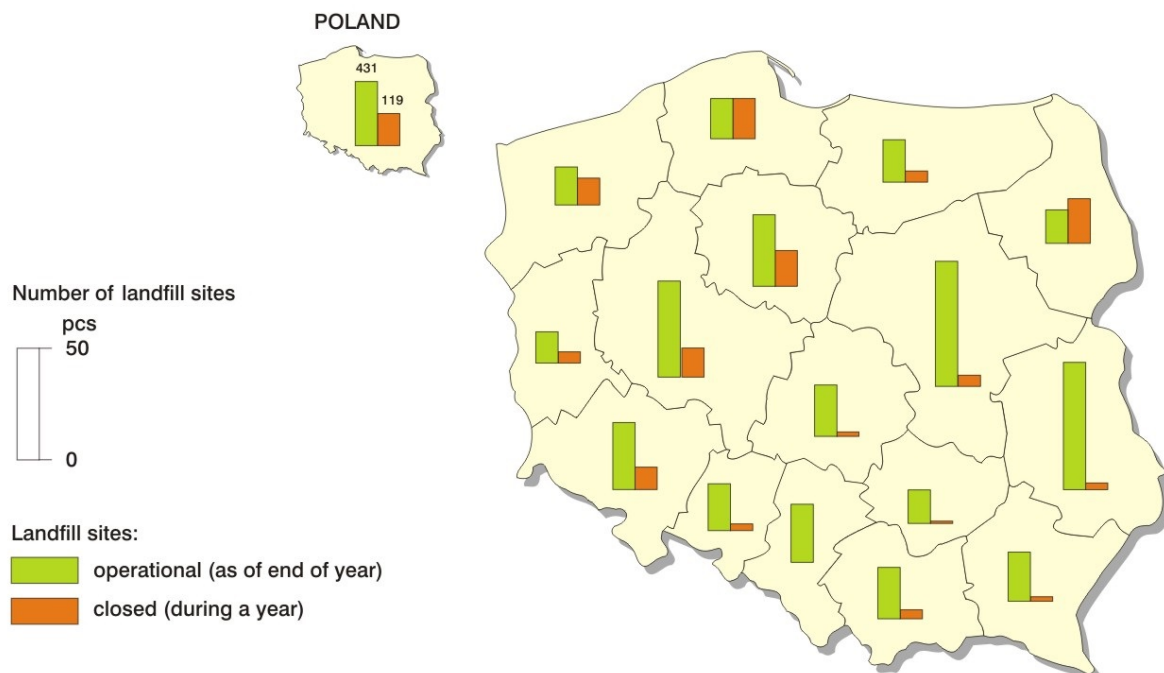 POLAND
431
119
Number of landfill sites
pcs
50
0
Landfill sites:
operational (as of end of year)
closed (during a year)